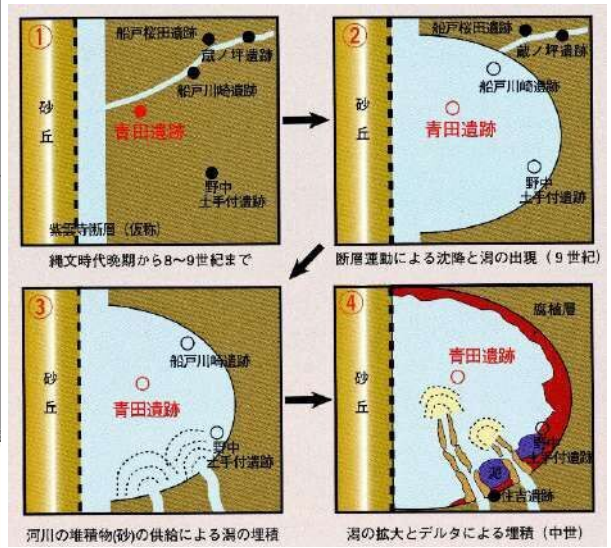 ①
船戸桜田遺跡
蔵ノ坪遺跡
船戸川崎遺跡
青田遺跡
砂丘
野中
土手付遺跡
紫雲寺断層（仮称）
縄文時代晩期から8～9世紀まで
②
船戸桜田遺跡
蔵ノ坪遺跡
船戸川崎遺跡
青田遺跡
砂丘
野中
土手付遺跡
断層運動による沈降と潟の出現（9世紀）
③
船戸川崎遺跡
砂丘
青田遺跡
野中
土手付遺跡
河川の堆積物(砂)の供給による潟の埋積
④
腐植層
青田遺跡
砂丘
野中
土手付遺跡
住吉遺跡
潟の拡大とデルタによる埋積（中世）